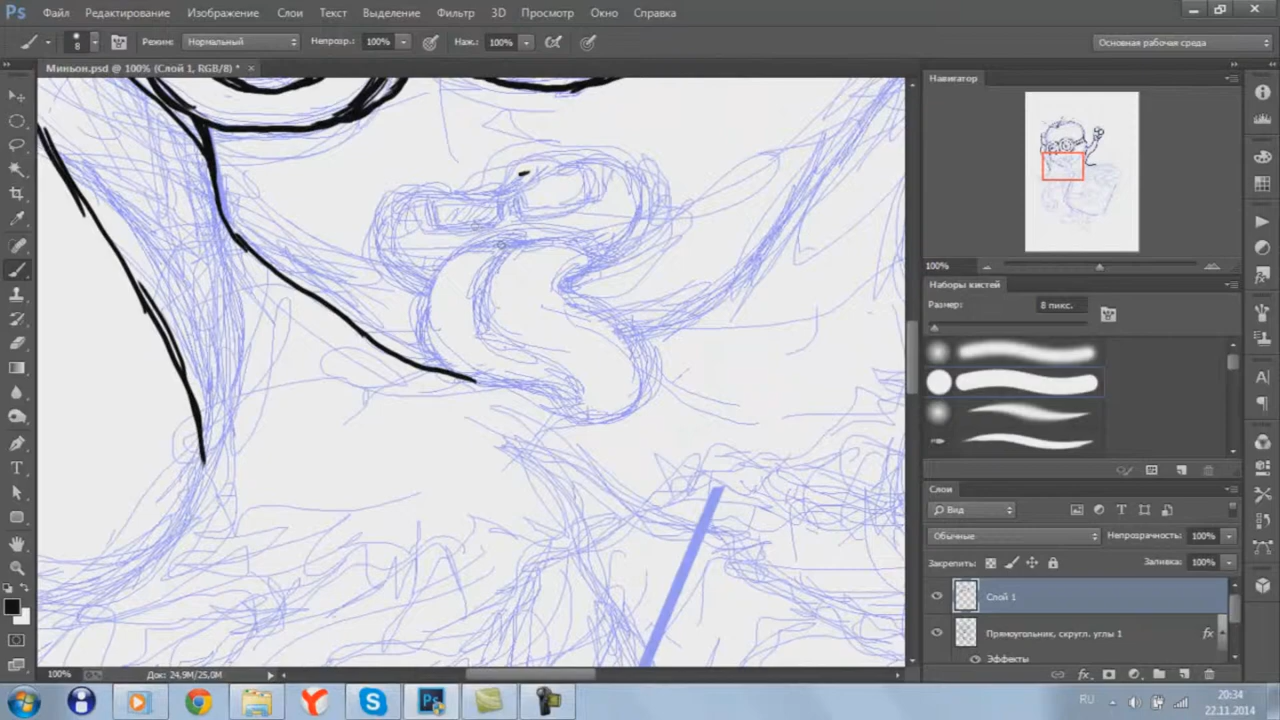 Ps Файл Редактирование Изображение Слои Текст Выделение Фильтр 3D Просмотр Окно Справка
8 Режим: Нормальный Непрозр.: 100% Наж.: 100% Основная рабочая среда
Миньон.psd @ 100% (Слой 1, RGB/8) *
Навигатор
100%
Наборы кистей
Размер: 8 пикс.
Слои
Вид
Обычные Непрозрачность: 100%
Закрепить: Заливка: 100%
Слой 1
Прямоугольник, скругл. углы 1 fx
Эффекты
100% Док: 24,9M/25,0M
RU 20:34
22.11.2014